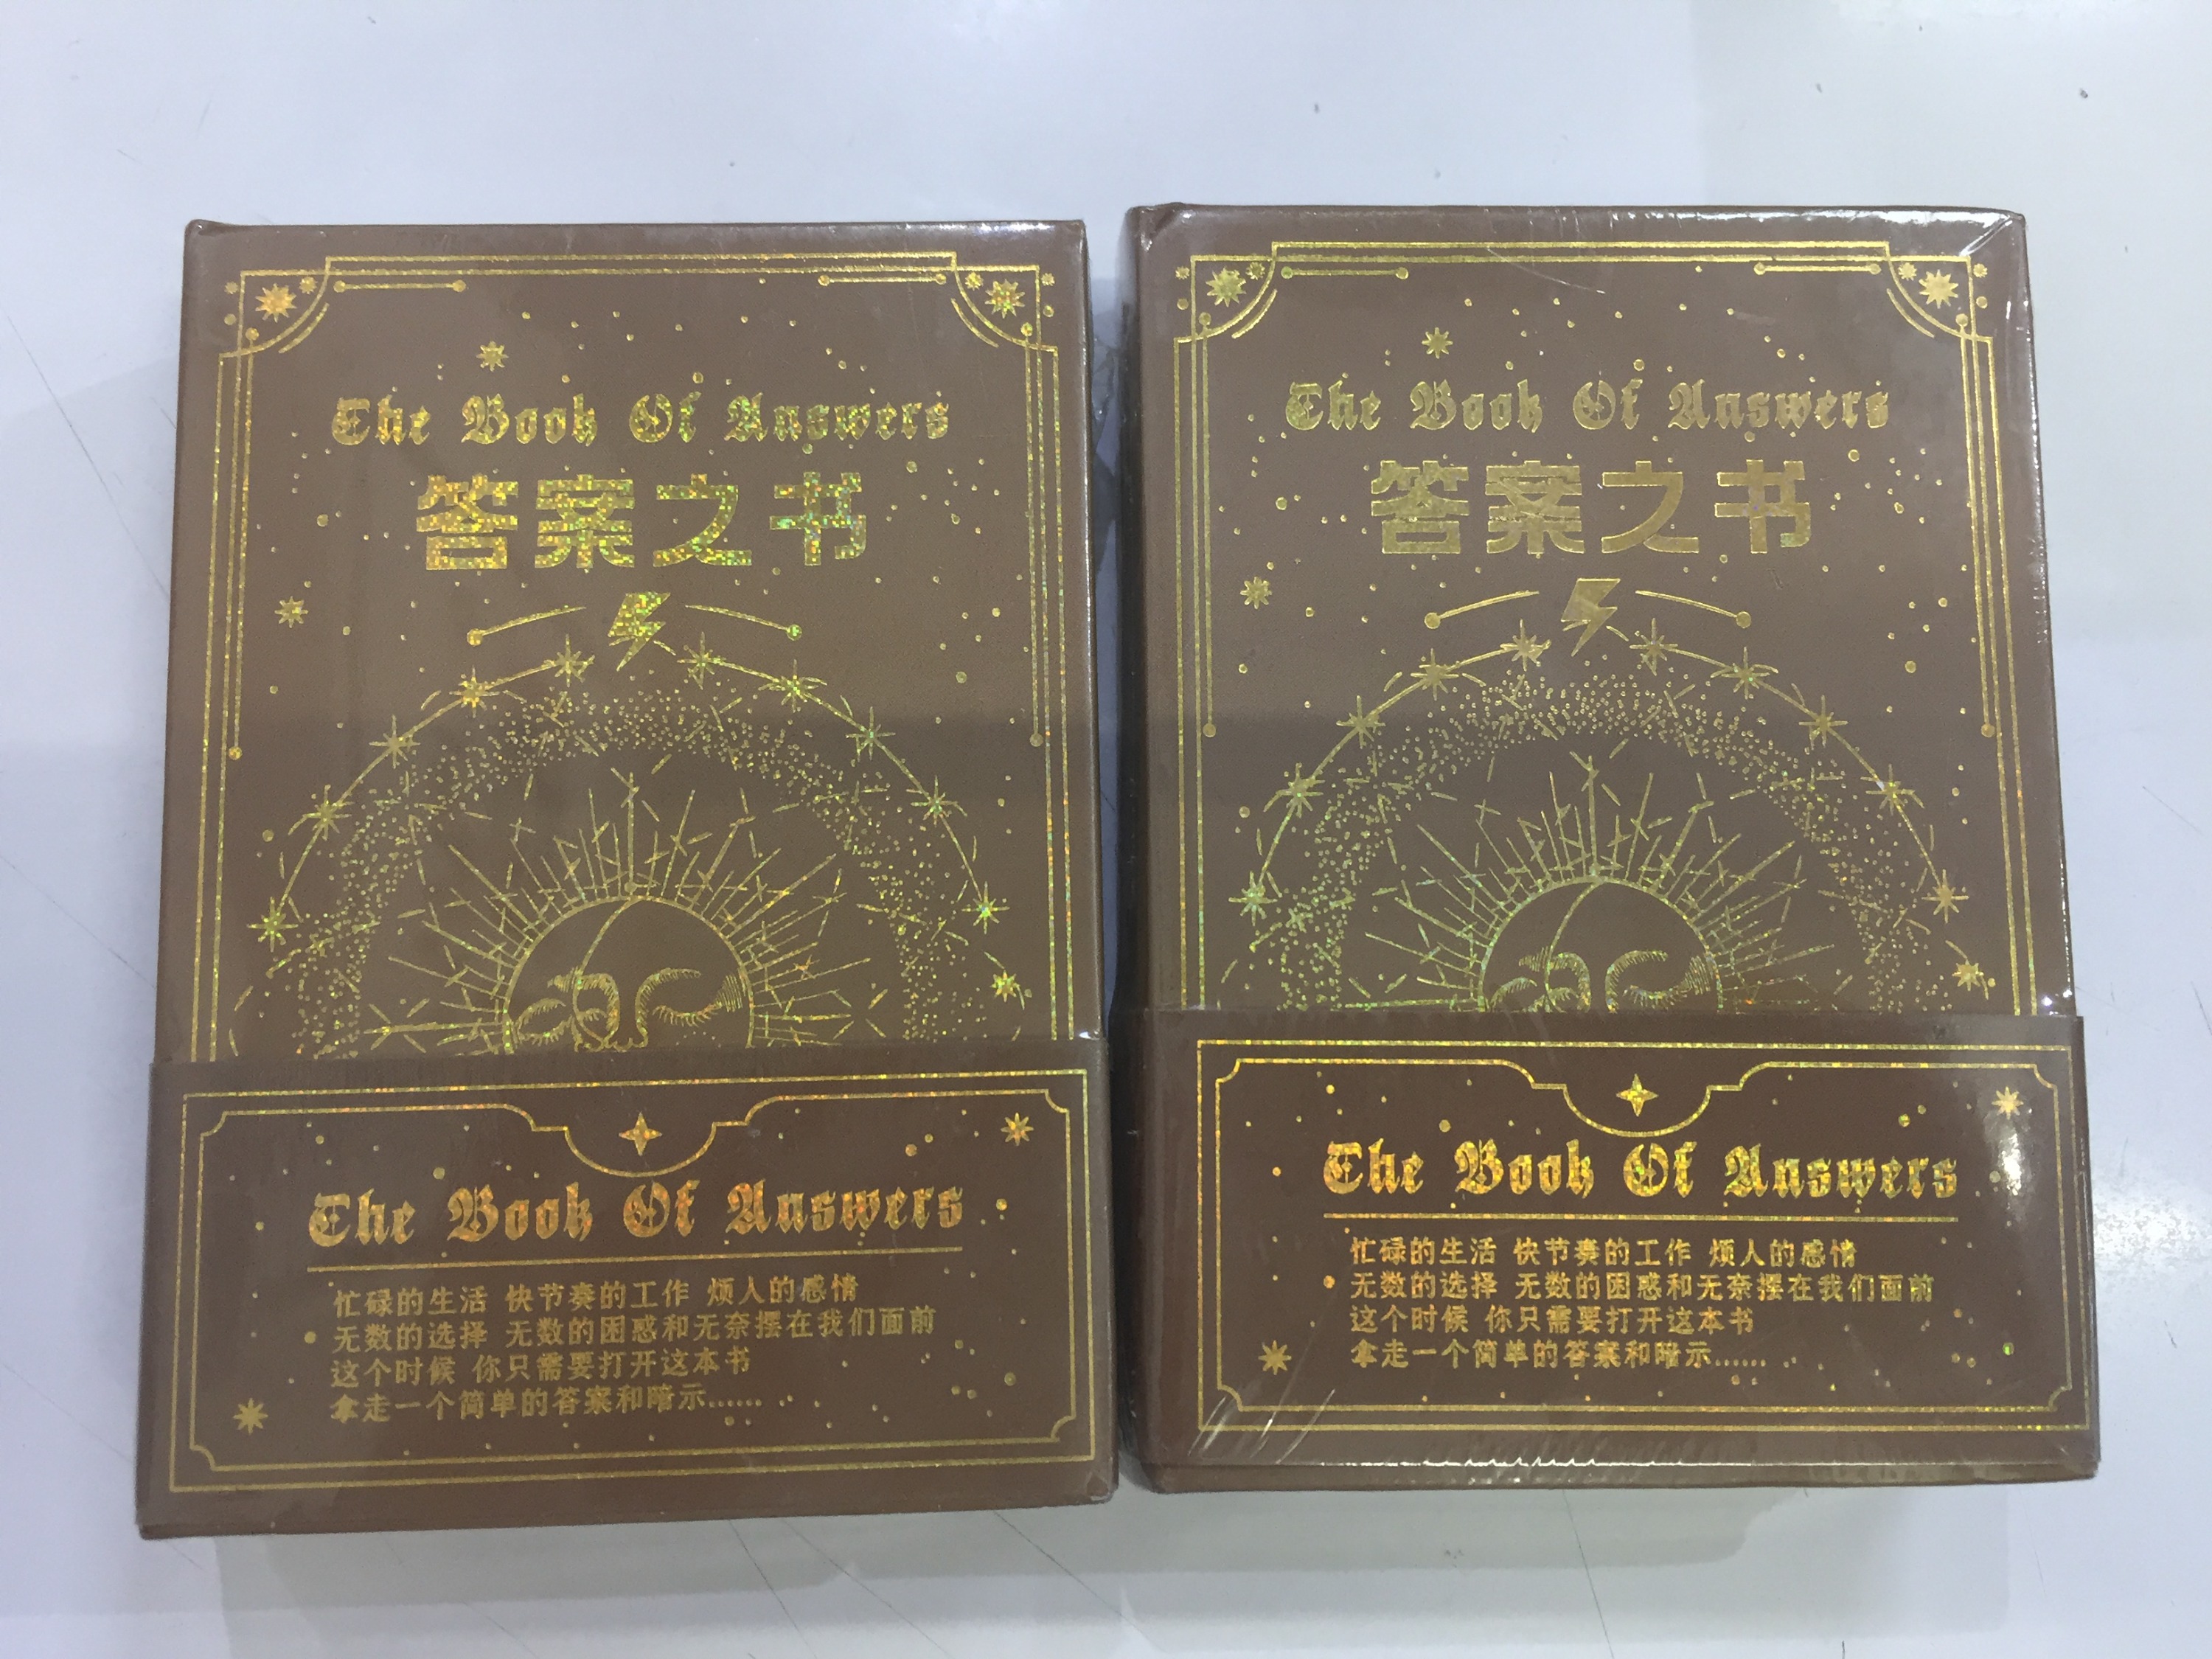 The Book Of Answers
答案之书
The Book Of Answers
忙碌的生活 快节奏的工作 烦人的感情
无数的选择 无数的困惑和无奈摆在我们面前
这个时候 你只需要打开这本书
拿走一个简单的答案和暗示……
The Book Of Answers
答案之书
The Book Of Answers
忙碌的生活 快节奏的工作 烦人的感情
无数的选择 无数的困惑和无奈摆在我们面前
这个时候 你只需要打开这本书
拿走一个简单的答案和暗示……